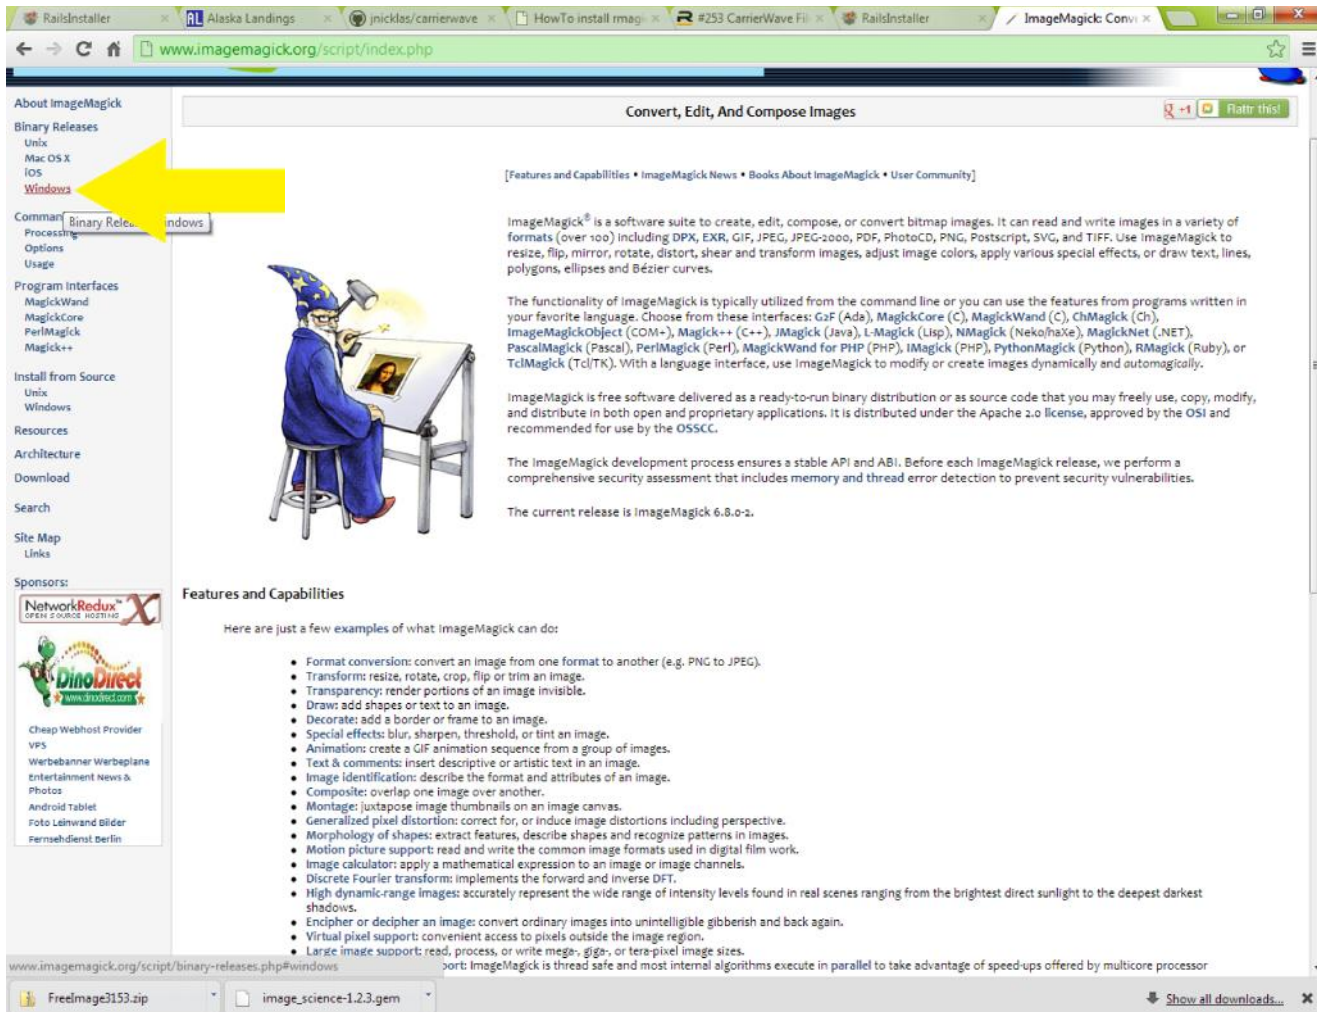 RailsInstaller
Alaska Landings
jnicklas/carrierwave
HowTo install rmagi
#253 CarrierWave Fil
RailsInstaller
ImageMagick: Conv
www.imagemagick.org/script/index.php
About ImageMagick
Binary Releases
Unix
Mac OS X
iOS
Windows
Binary Relea ndows
Comman
Processing
Options
Usage
Program Interfaces
MagickWand
MagickCore
PerlMagick
Magick++
Install from Source
Unix
Windows
Resources
Architecture
Download
Search
Site Map
Links
Sponsors:
NetworkRedux™
OPEN SOURCE HOSTING
DinoDirect
www.dinodirect.com
Cheap Webhost Provider
VPS
Werbebanner Werbeplane
Entertainment News &
Photos
Android Tablet
Foto Leinwand Bilder
Fernsehdienst Berlin
Convert, Edit, And Compose Images
+1 Flattr this!
[Features and Capabilities • ImageMagick News • Books About ImageMagick • User Community]
ImageMagick® is a software suite to create, edit, compose, or convert bitmap images. It can read and write images in a variety of
formats (over 100) including DPX, EXR, GIF, JPEG, JPEG-2000, PDF, PhotoCD, PNG, Postscript, SVG, and TIFF. Use ImageMagick to
resize, flip, mirror, rotate, distort, shear and transform images, adjust image colors, apply various special effects, or draw text, lines,
polygons, ellipses and Bézier curves.
The functionality of ImageMagick is typically utilized from the command line or you can use the features from programs written in
your favorite language. Choose from these interfaces: G2F (Ada), MagickCore (C), MagickWand (C), ChMagick (Ch),
ImageMagickObject (COM+), Magick++ (C++), JMagick (Java), L-Magick (Lisp), NMagick (Neko/haXe), MagickNet (.NET),
PascalMagick (Pascal), PerlMagick (Perl), MagickWand for PHP (PHP), IMagick (PHP), PythonMagick (Python), RMagick (Ruby), or
TclMagick (Tcl/TK). With a language interface, use ImageMagick to modify or create images dynamically and automagically.
ImageMagick is free software delivered as a ready-to-run binary distribution or as source code that you may freely use, copy, modify,
and distribute in both open and proprietary applications. It is distributed under the Apache 2.0 license, approved by the OSI and
recommended for use by the OSSCC.
The ImageMagick development process ensures a stable API and ABI. Before each ImageMagick release, we perform a
comprehensive security assessment that includes memory and thread error detection to prevent security vulnerabilities.
The current release is ImageMagick 6.8.0-2.
Features and Capabilities
Here are just a few examples of what ImageMagick can do:
• Format conversion: convert an image from one format to another (e.g. PNG to JPEG).
• Transform: resize, rotate, crop, flip or trim an image.
• Transparency: render portions of an image invisible.
• Draw: add shapes or text to an image.
• Decorate: add a border or frame to an image.
• Special effects: blur, sharpen, threshold, or tint an image.
• Animation: create a GIF animation sequence from a group of images.
• Text & comments: insert descriptive or artistic text in an image.
• Image identification: describe the format and attributes of an image.
• Composite: overlap one image over another.
• Montage: juxtapose image thumbnails on an image canvas.
• Generalized pixel distortion: correct for, or induce image distortions including perspective.
• Morphology of shapes: extract features, describe shapes and recognize patterns in images.
• Motion picture support: read and write the common image formats used in digital film work.
• Image calculator: apply a mathematical expression to an image or image channels.
• Discrete Fourier transform: implements the forward and inverse DFT.
• High dynamic-range images: accurately represent the wide range of intensity levels found in real scenes ranging from the brightest direct sunlight to the deepest darkest
shadows.
• Encipher or decipher an image: convert ordinary images into unintelligible gibberish and back again.
• Virtual pixel support: convenient access to pixels outside the image region.
• Large image support: read, process, or write mega-, giga-, or tera-pixel image sizes.
www.imagemagick.org/script/binary-releases.php#windows
port: ImageMagick is thread safe and most internal algorithms execute in parallel to take advantage of speed-ups offered by multicore processor
FreeImage3153.zip
image_science-1.2.3.gem
Show all downloads...